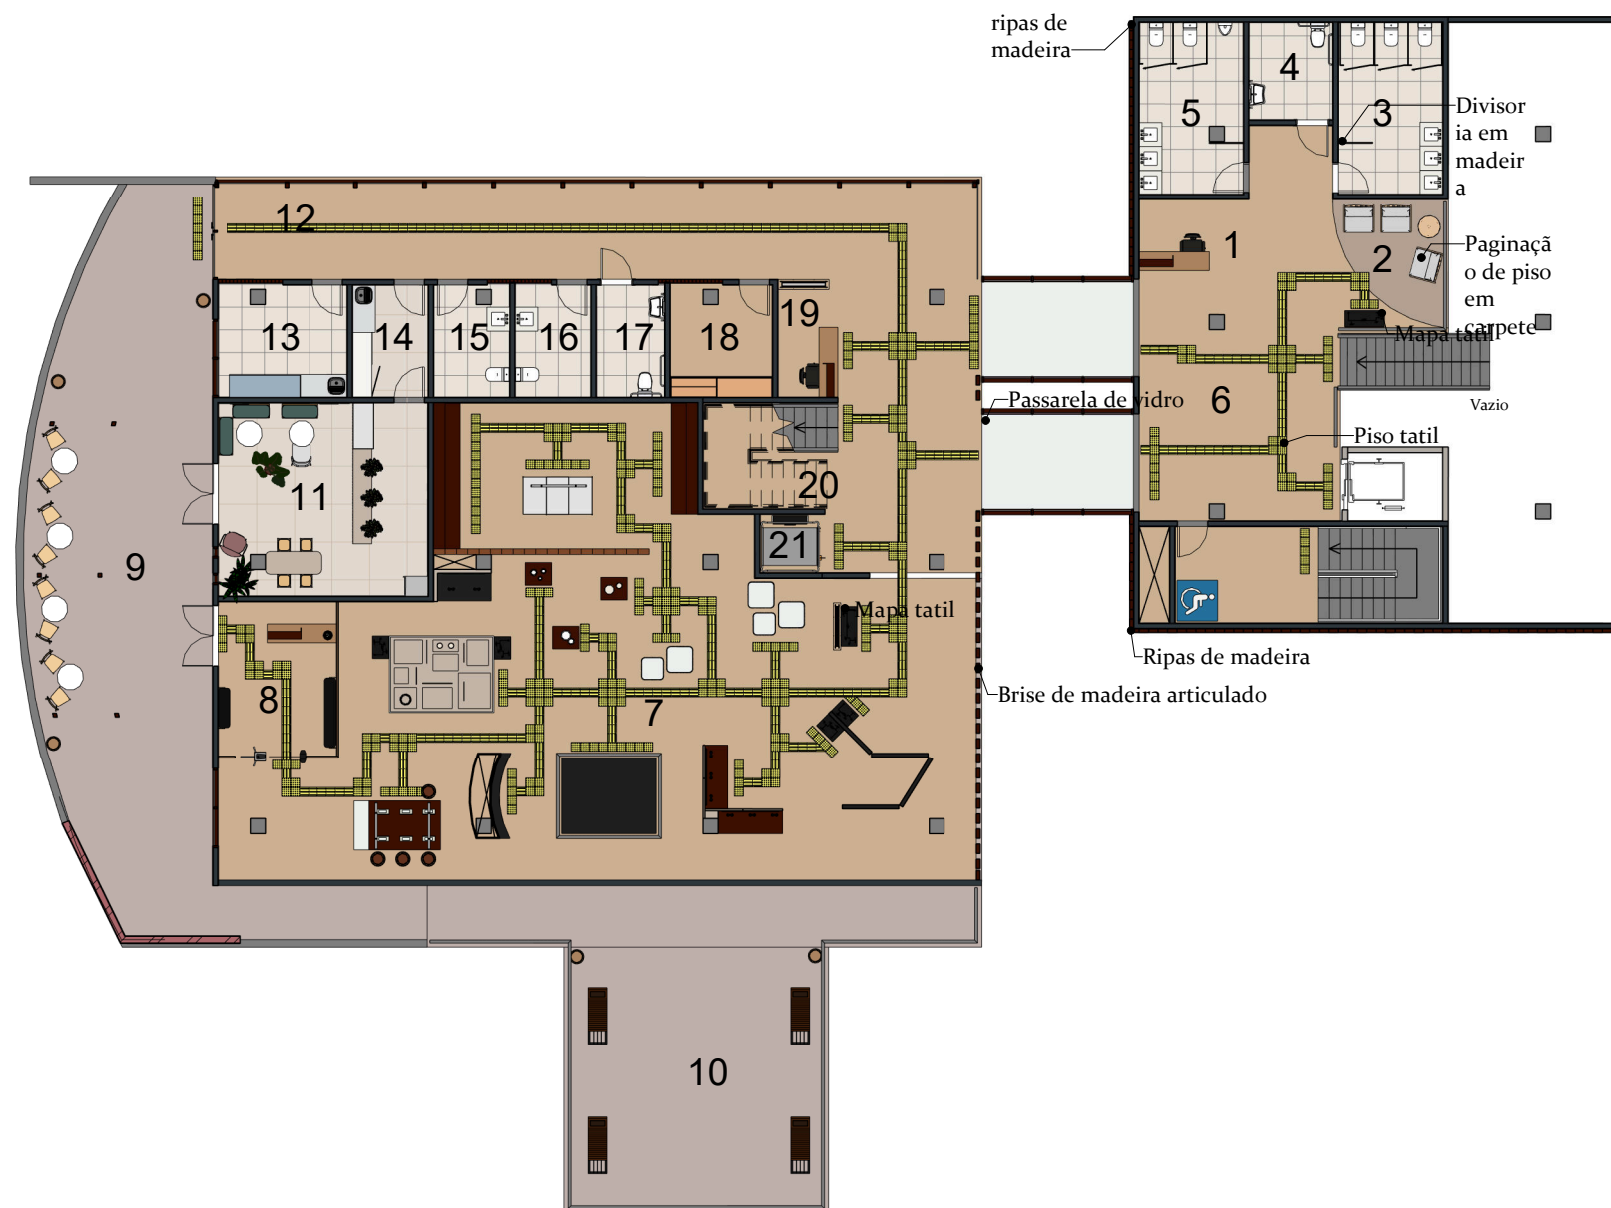 ripas de
madeira
4
5
3
Divisor
ia em
madeir
a
12
1
2
Paginaçã
o de piso
em
carpete
Mapa tatil
13
14
15
16
17
18
19
6
Passarela de vidro
Vazio
Piso tatil
11
20
21
9
Mapa tatil
Ripas de madeira
Brise de madeira articulado
8
7
10